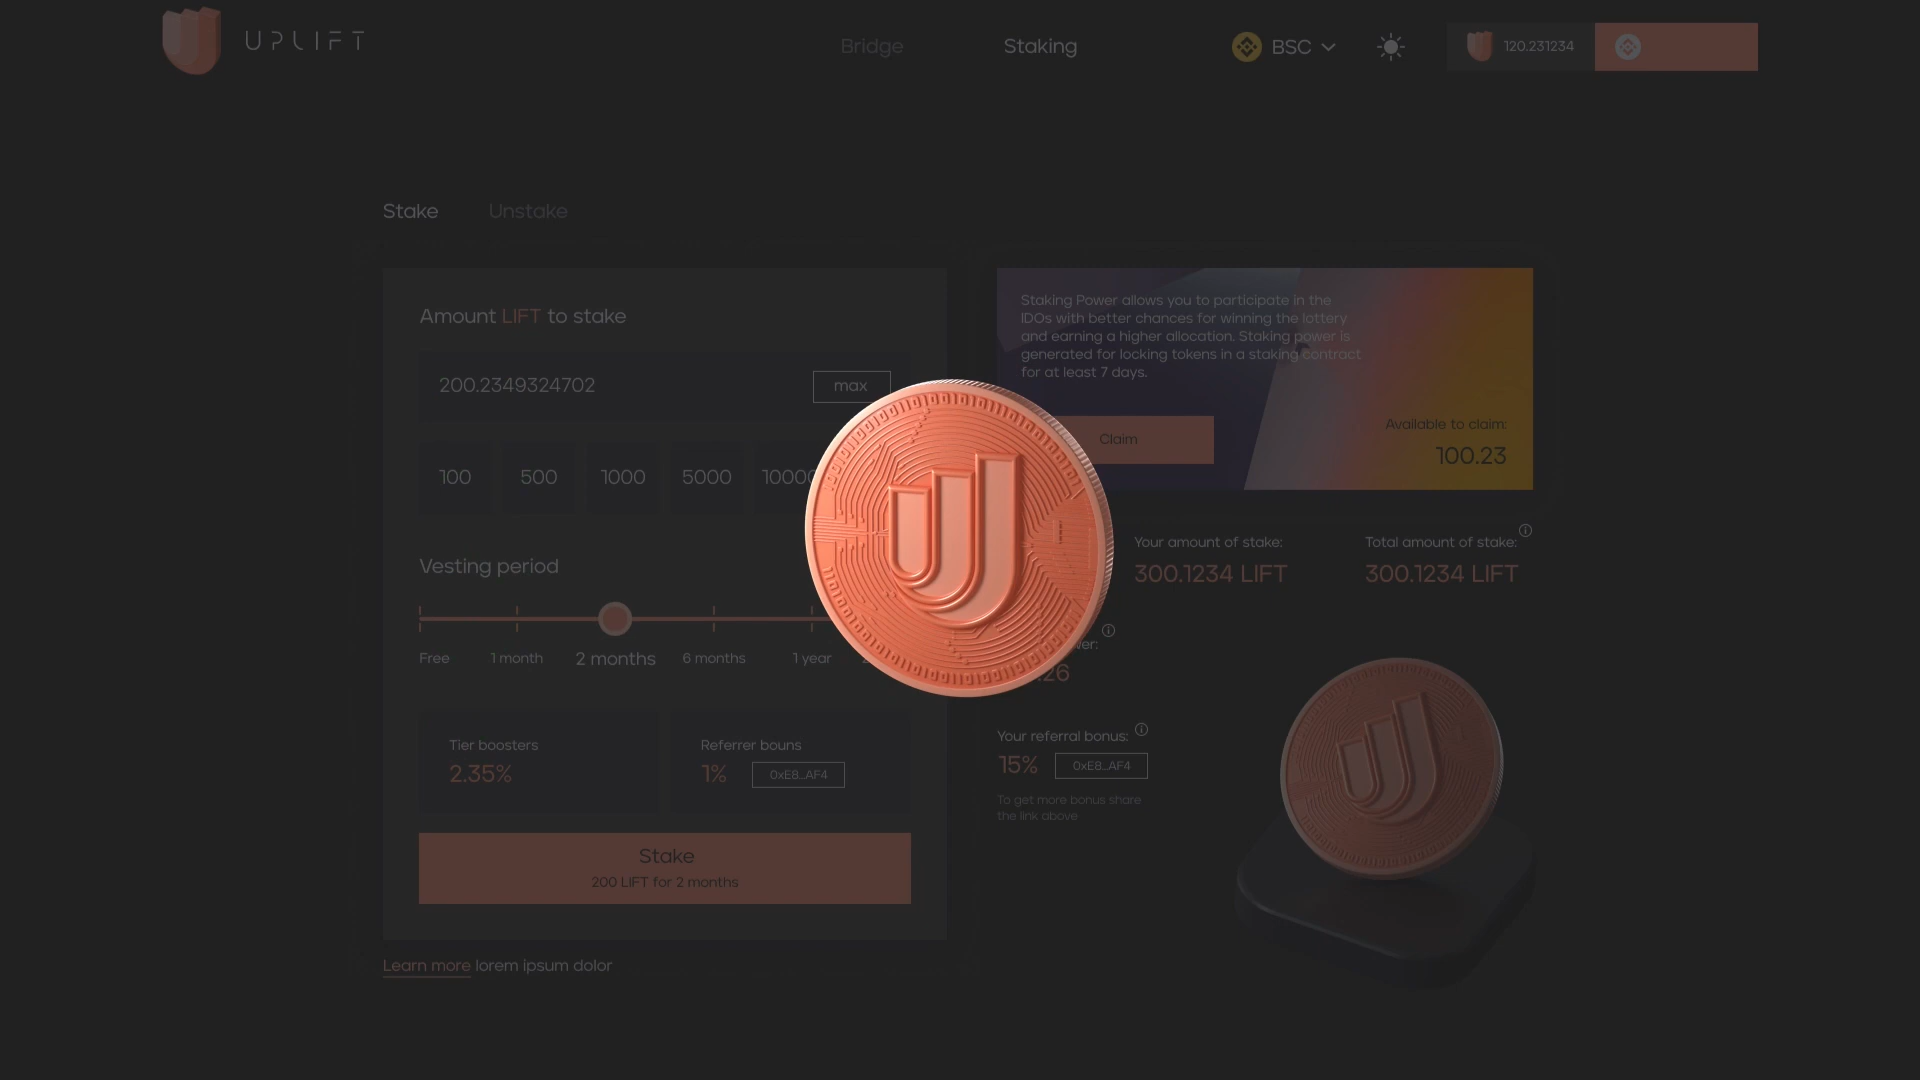 UPLIFT
Bridge
Staking
BSC
120.231234
Stake
Unstake
Amount LIFT to stake
200.2349324702
max
100
500
1000
5000
Vesting period
Free
1 month
2 months
6 months
1 year
Tier boosters
2.35%
Referrer bouns
1%
0xE8...AF4
Stake
200 LIFT for 2 months
Learn more lorem ipsum dolor
Staking Power allows you to participate in the
IDOs with better chances for winning the lottery
and earning a higher allocation. Staking power is
generated for locking tokens in a staking contract
for at least 7 days.
Claim
Available to claim:
100.23
Your amount of stake:
300.1234 LIFT
Total amount of stake:
300.1234 LIFT
Your referral bonus:
15%
0xE8...AF4
To get more bonus share
the link above